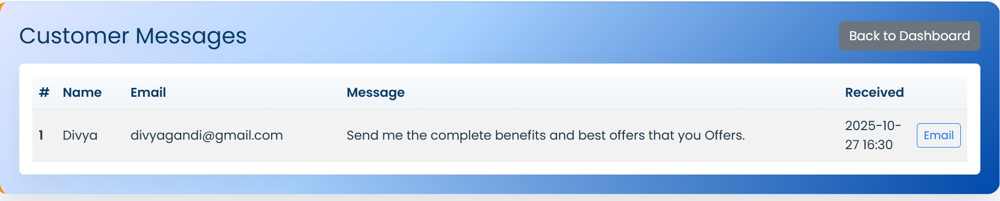 Customer Messages
Back to Dashboard
# Name Email Message Received
1 Divya divyagandi@gmail.com Send me the complete benefits and best offers that you Offers. 2025-10-
27 16:30 Email